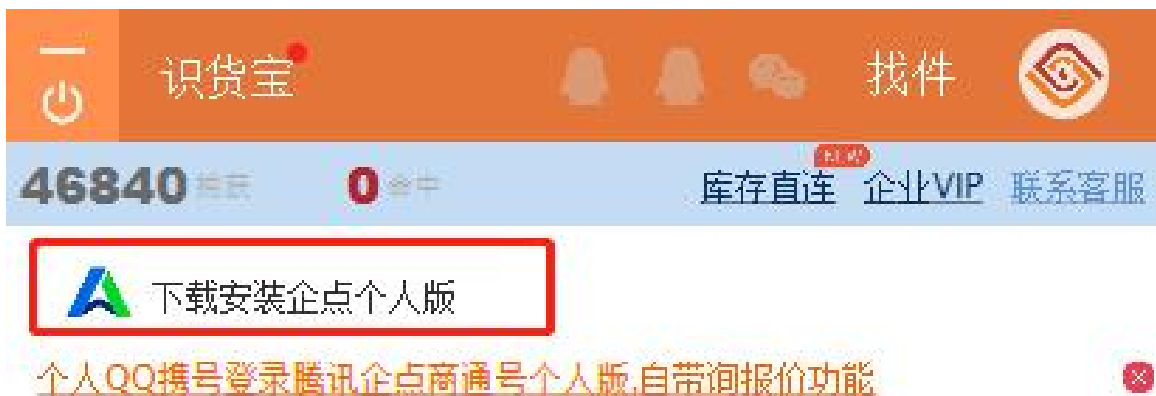 识货宝 找件
46840 0 库存直连 NEW 企业VIP 联系客服
下载安装企点个人版
个人QQ携号登录腾讯企点商通号个人版,自带询报价功能